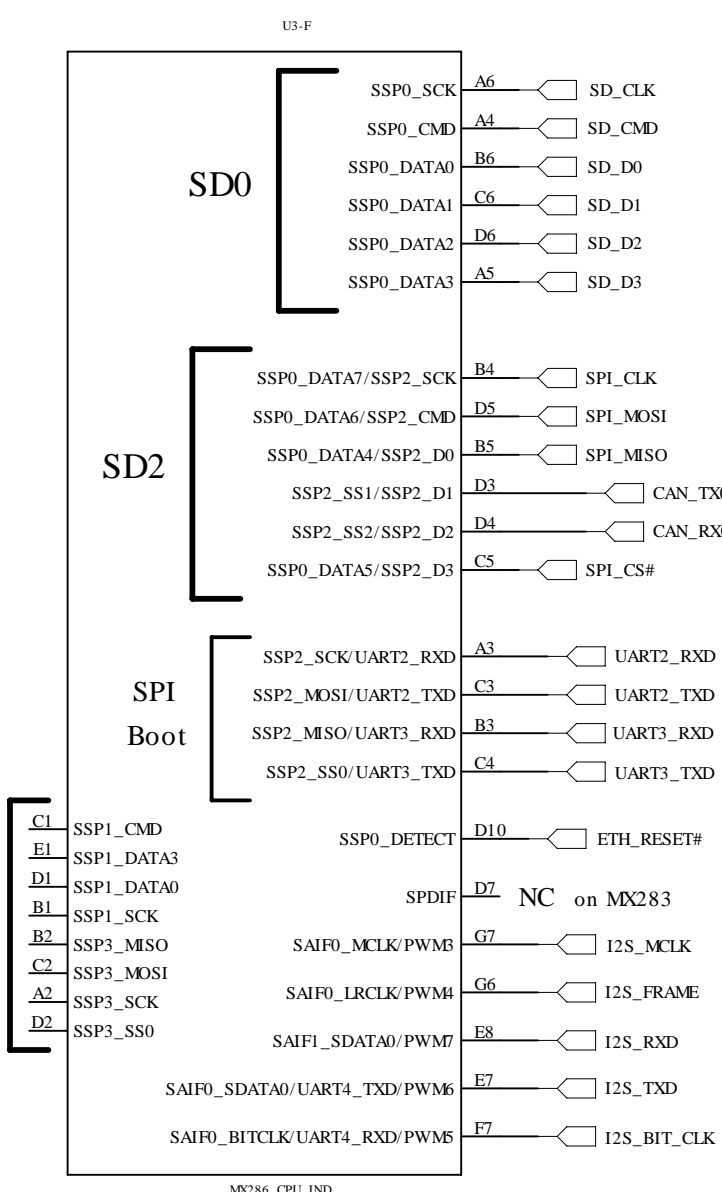 U3-F
SD0
SSP0_SCK A6 SD_CLK
SSP0_CMD A4 SD_CMD
SSP0_DATA0 B6 SD_D0
SSP0_DATA1 C6 SD_D1
SSP0_DATA2 D6 SD_D2
SSP0_DATA3 A5 SD_D3
SD2
SSP0_DATA7/SSP2_SCK B4 SPI_CLK
SSP0_DATA6/SSP2_CMD D5 SPI_MOSI
SSP0_DATA4/SSP2_D0 B5 SPI_MISO
SSP2_SS1/SSP2_D1 D3 CAN_TX0
SSP2_SS2/SSP2_D2 D4 CAN_RX0
SSP0_DATA5/SSP2_D3 C5 SPI_CS#
SPI
Boot
SSP2_SCK/UART2_RXD A3 UART2_RXD
SSP2_MOSI/UART2_TXD C3 UART2_TXD
SSP2_MISO/UART3_RXD B3 UART3_RXD
SSP2_SS0/UART3_TXD C4 UART3_TXD
C1 SSP1_CMD
E1 SSP1_DATA3
D1 SSP1_DATA0
B1 SSP1_SCK
B2 SSP3_MISO
C2 SSP3_MOSI
A2 SSP3_SCK
D2 SSP3_SS0
SSP0_DETECT D10 ETH_RESET#
SPDIF D7 NC on MX283
SAIF0_MCLK/PWM3 G7 I2S_MCLK
SAIF0_LRCLK/PWM4 G6 I2S_FRAME
SAIF1_SDATA0/PWM7 E8 I2S_RXD
SAIF0_SDATA0/UART4_TXD/PWM6 E7 I2S_TXD
SAIF0_BITCLK/UART4_RXD/PWM5 F7 I2S_BIT_CLK
MX286_CPU_IND